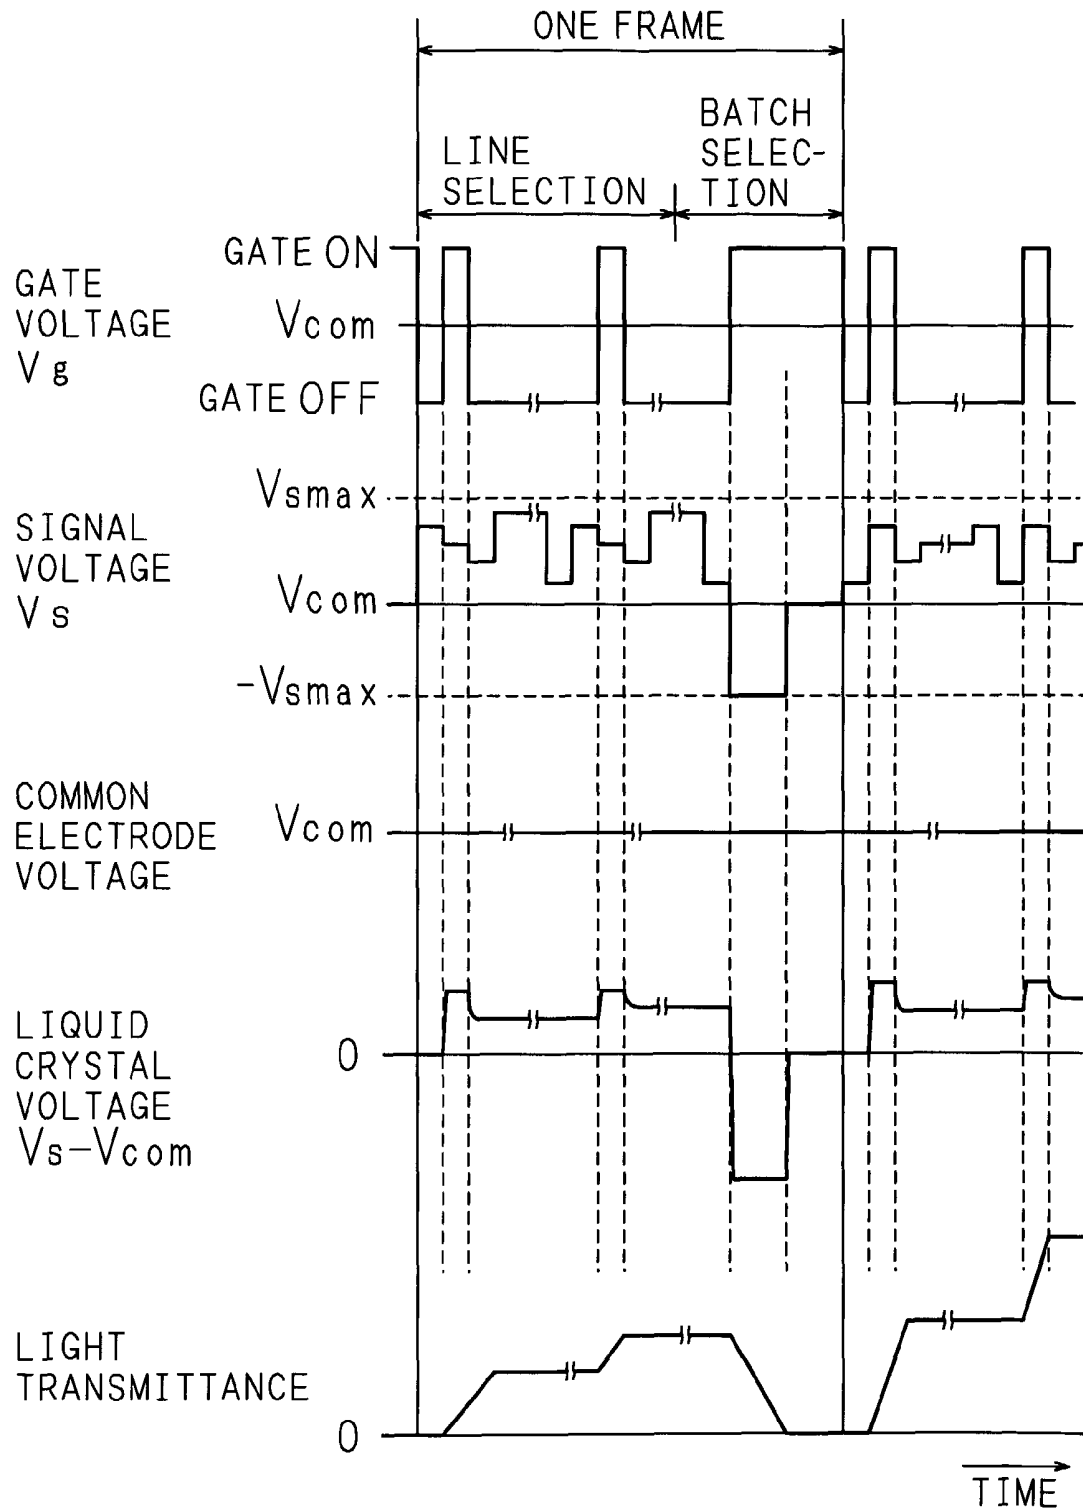 ONE FRAME
BATCH
SELEC-
TION
LINE
SELECTION
GATE
VOLTAGE
Vg
GATE ON
Vcom
GATE OFF
SIGNAL
VOLTAGE
Vs
Vsmax
Vcom
-Vsmax
COMMON
ELECTRODE
VOLTAGE
Vcom
LIQUID
CRYSTAL
VOLTAGE
Vs-Vcom
0
LIGHT
TRANSMITTANCE
0
TIME